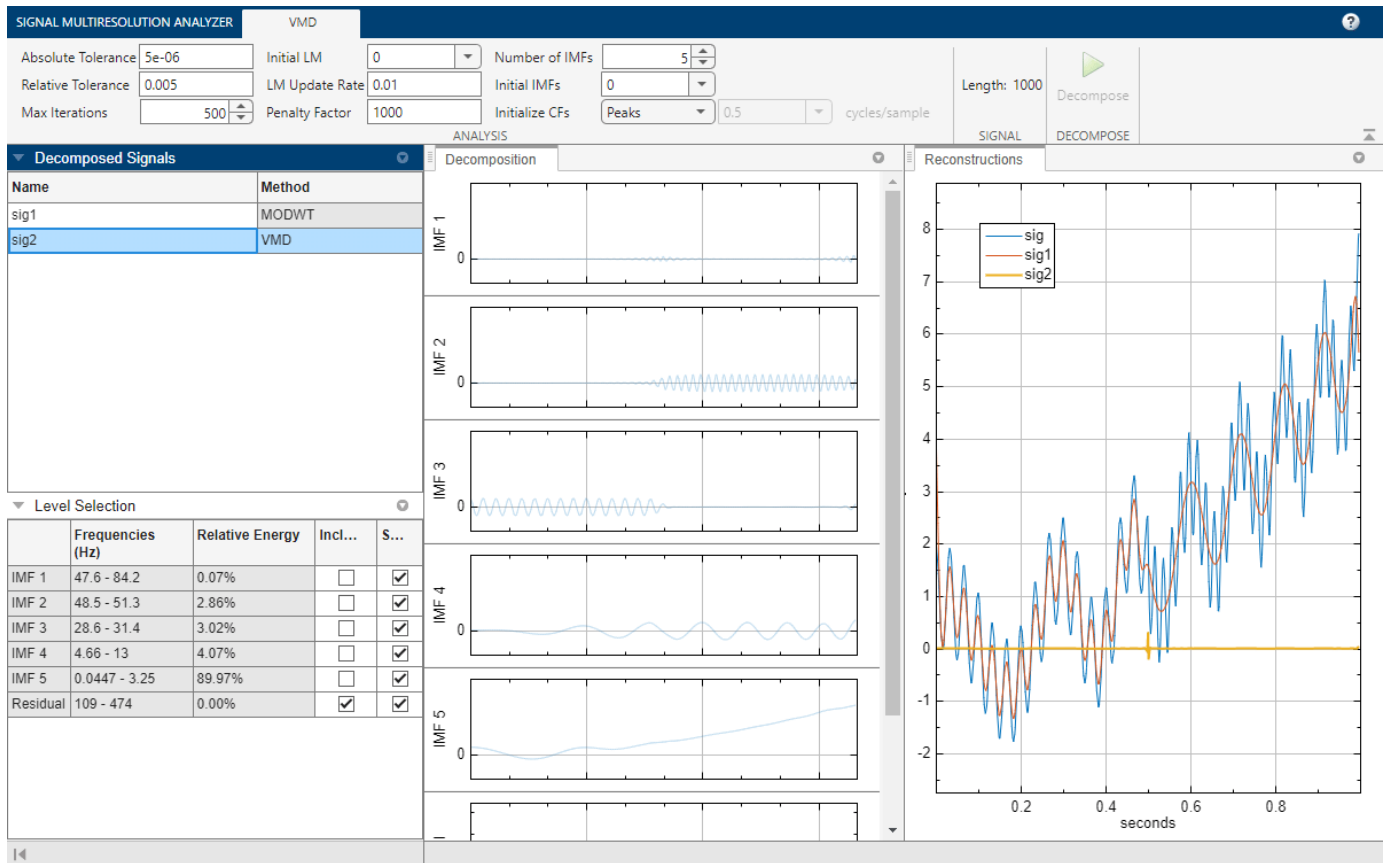 SIGNAL MULTIRESOLUTION ANALYZER VMD ?
Absolute Tolerance 5e-06 Initial LM 0 Number of IMFs 5
Relative Tolerance 0.005 LM Update Rate 0.01 Initial IMFs 0 Length: 1000 Decompose
Max Iterations 500 Penalty Factor 1000 Initialize CFs Peaks 0.5 cycles/sample
ANALYSIS SIGNAL DECOMPOSE
Decomposed Signals
Name Method
sig1 MODWT
sig2 VMD
Level Selection
Frequencies (Hz) Relative Energy Incl... S...
IMF 1 47.6 - 84.2 0.07%
IMF 2 48.5 - 51.3 2.86%
IMF 3 28.6 - 31.4 3.02%
IMF 4 4.66 - 13 4.07%
IMF 5 0.0447 - 3.25 89.97%
Residual 109 - 474 0.00%
Decomposition
IMF 1
0
IMF 2
0
IMF 3
0
IMF 4
0
IMF 5
0
Reconstructions
sig
sig1
sig2
8
7
6
5
4
3
2
1
0
-1
-2
0.2 0.4 0.6 0.8
seconds